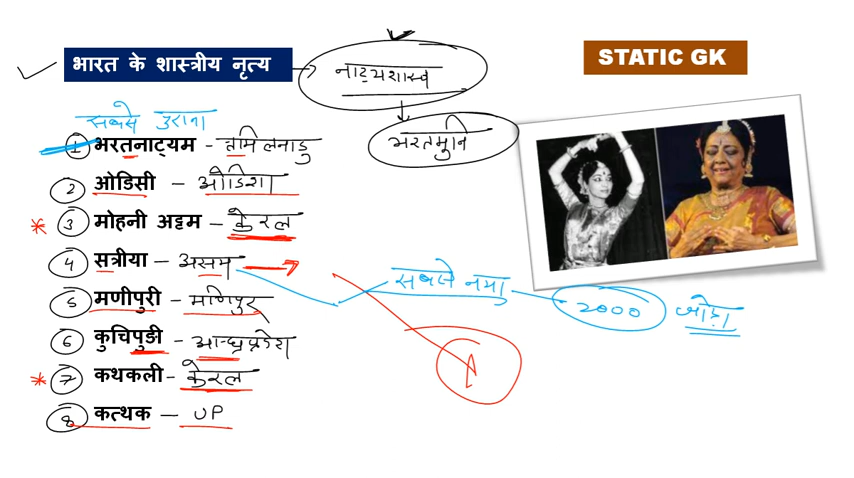 भारत के शास्त्रीय नृत्य
नाट्यशास्त्र
STATIC GK
भरतमुनि
सबसे पुराना
1 भरतनाट्यम - तमिलनाडु
2 ओडिसी - ओडिशा
* 3 मोहनी अट्टम - केरल
4 सत्रीया - असम
सबसे नया
2000 जोड़ा
5 मणीपुरी - मणिपुर
6 कुचिपुडी - आन्ध्रप्रदेश
* 7 कथकली - केरल
8 कत्थक - UP